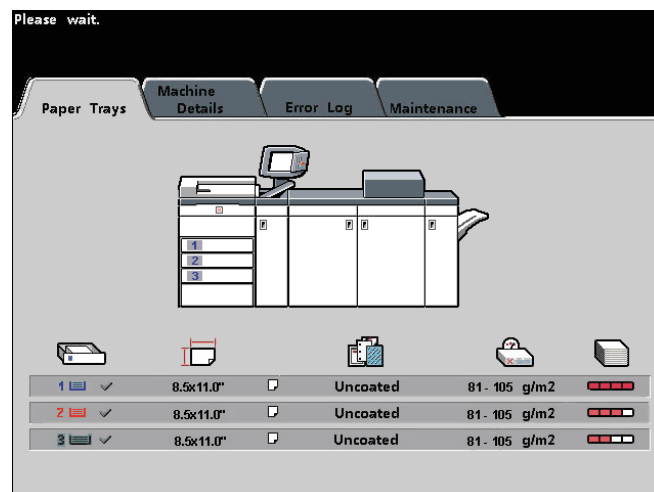 Please wait.
Paper Trays
Machine
Details
Error Log
Maintenance
1
2
3
1 8.5x11.0" Uncoated 81- 105 g/m2
2 8.5x11.0" Uncoated 81- 105 g/m2
3 8.5x11.0" Uncoated 81- 105 g/m2